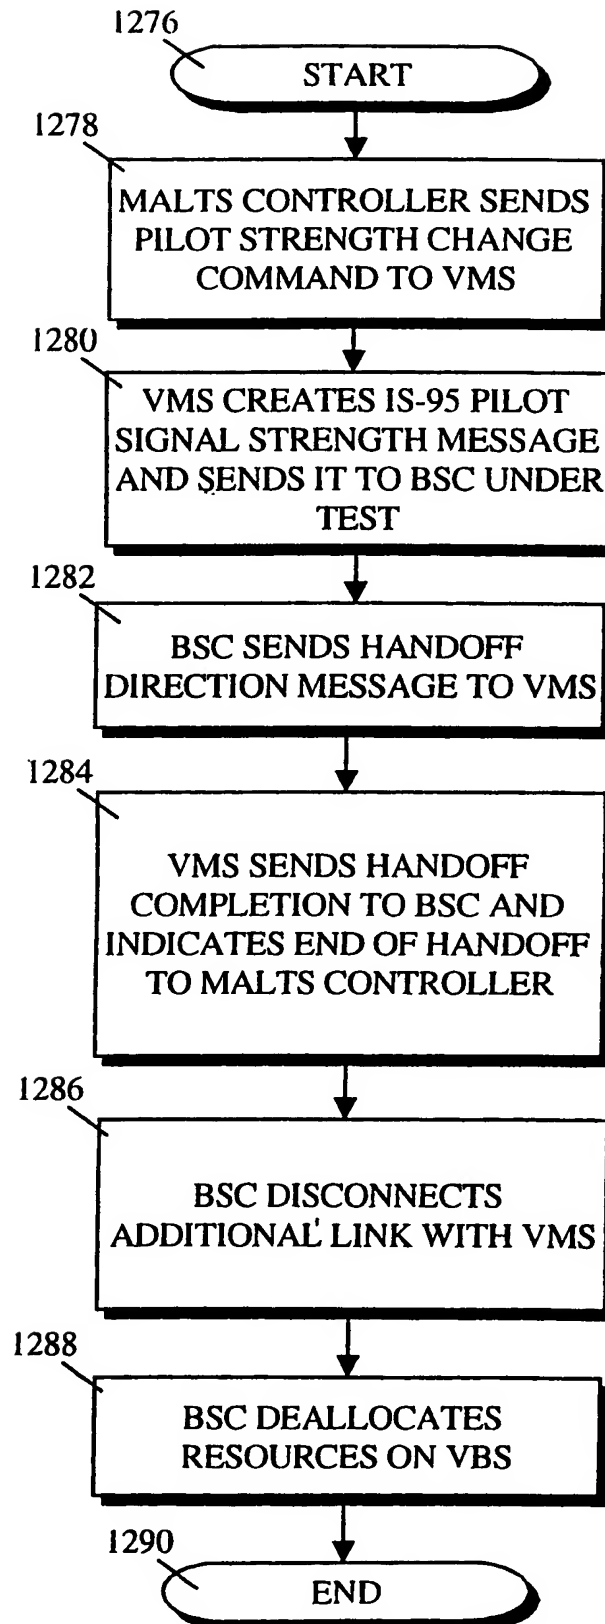 1276
START
1278
MALTS CONTROLLER SENDS
PILOT STRENGTH CHANGE
COMMAND TO VMS
1280
VMS CREATES IS-95 PILOT
SIGNAL STRENGTH MESSAGE
AND SENDS IT TO BSC UNDER
TEST
1282
BSC SENDS HANDOFF
DIRECTION MESSAGE TO VMS
1284
VMS SENDS HANDOFF
COMPLETION TO BSC AND
INDICATES END OF HANDOFF
TO MALTS CONTROLLER
1286
BSC DISCONNECTS
ADDITIONAL LINK WITH VMS
1288
BSC DEALLOCATES
RESOURCES ON VBS
1290
END